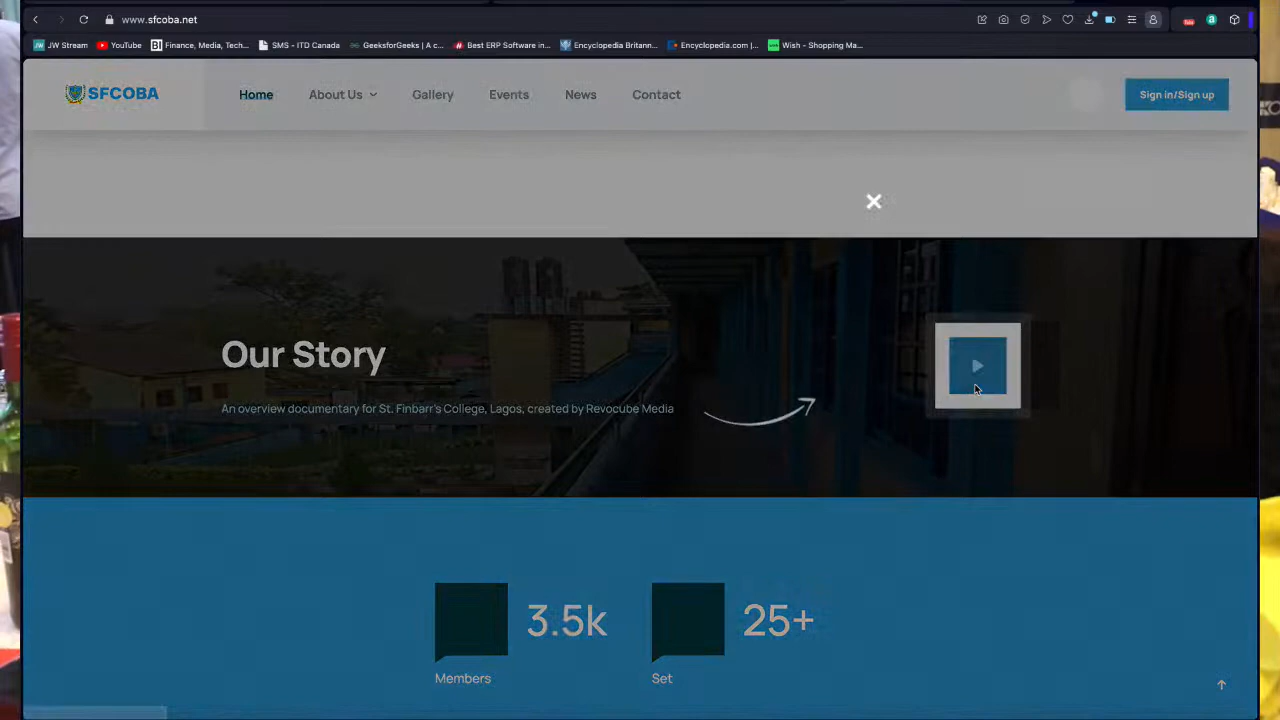 www.sfcoba.net
JW Stream
YouTube
Finance, Media, Tech...
SMS - ITD Canada
GeeksforGeeks | A c...
Best ERP Software in...
Encyclopedia Britann...
Encyclopedia.com |...
Wish - Shopping Ma...
SFCOBA
Home
About Us
Gallery
Events
News
Contact
Sign in/Sign up
Our Story
An overview documentary for St. Finbarr's College, Lagos, created by Revocube Media
3.5k
25+
Members
Set